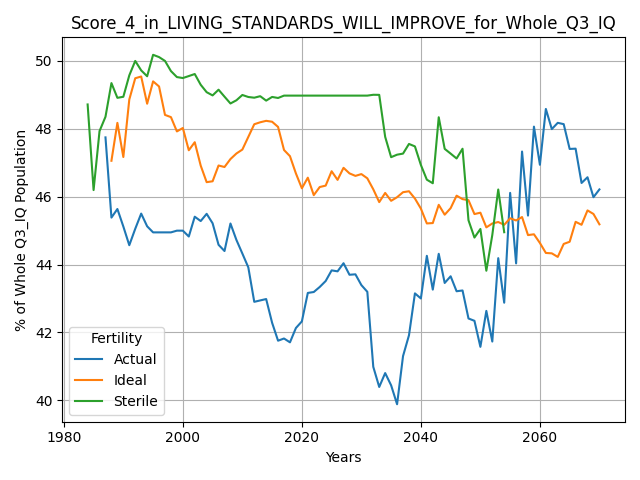 Score_4_in_LIVING_STANDARDS_WILL_IMPROVE_for_Whole_Q3_IQ
% of Whole Q3_IQ Population
50
48
46
44
42
40
Fertility
Actual
Ideal
Sterile
1980
2000
2020
2040
2060
Years